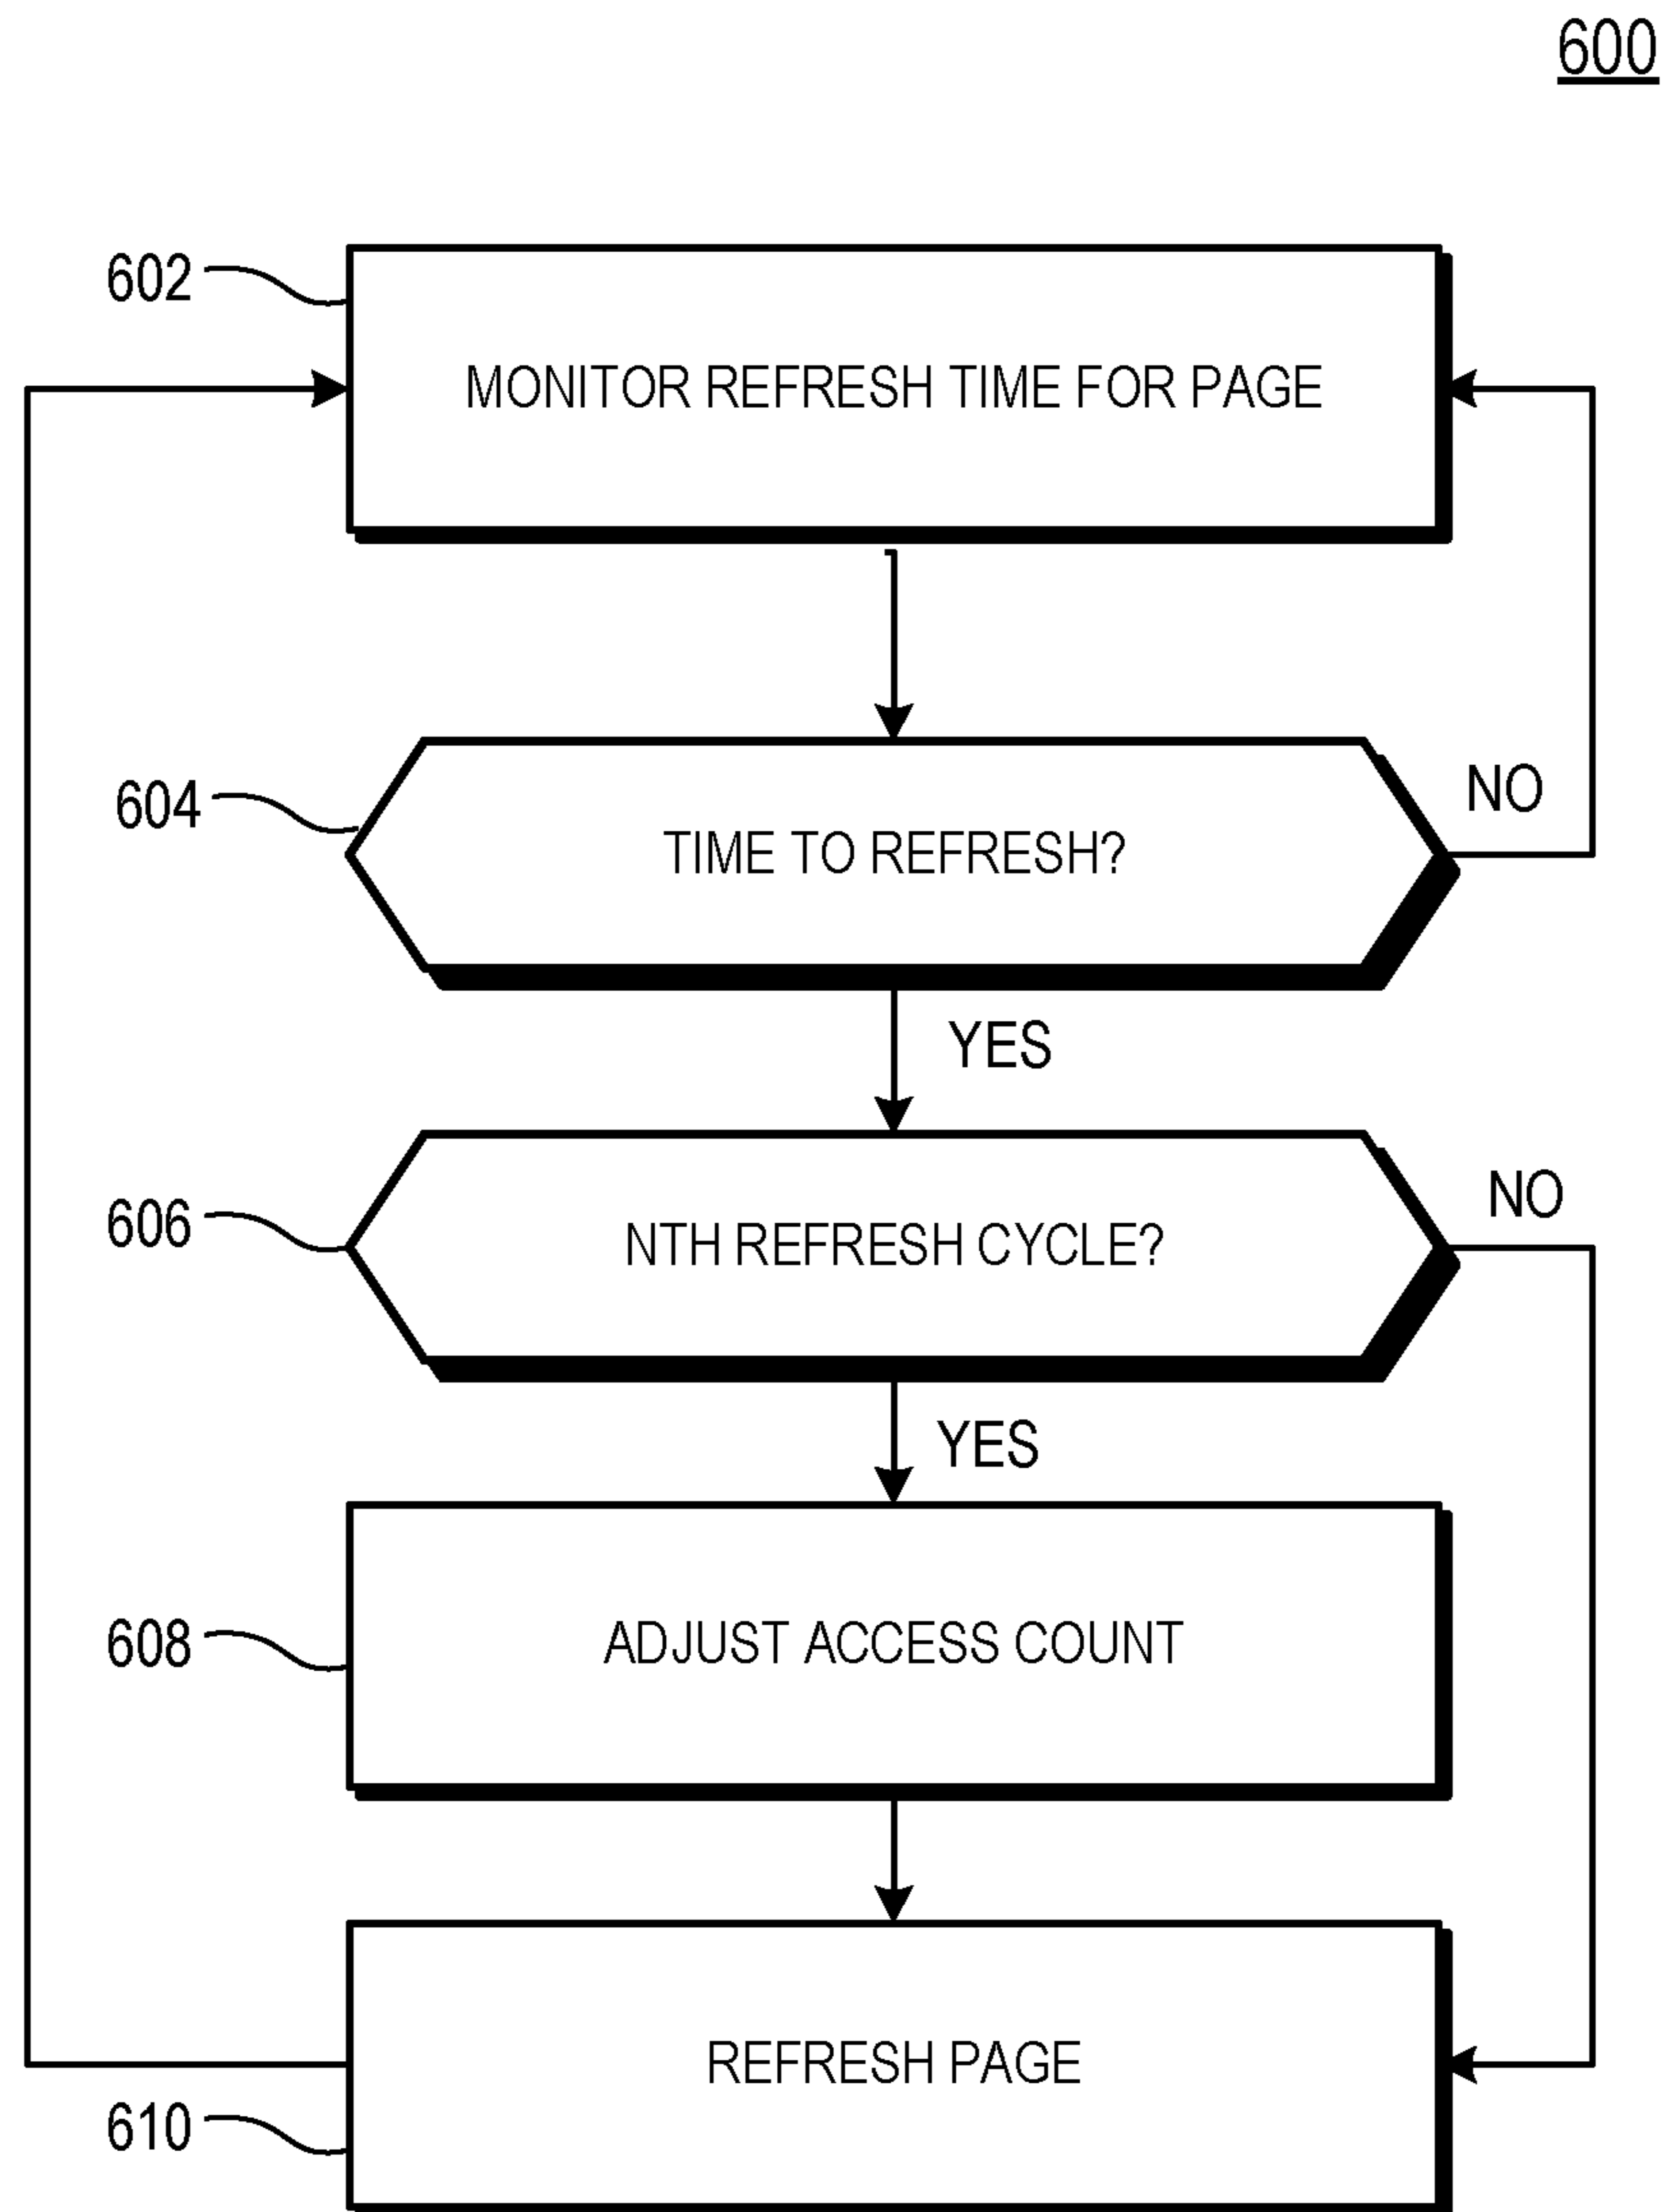 600
602
MONITOR REFRESH TIME FOR PAGE
604
TIME TO REFRESH?
NO
YES
606
NTH REFRESH CYCLE?
NO
YES
608
ADJUST ACCESS COUNT
REFRESH PAGE
610